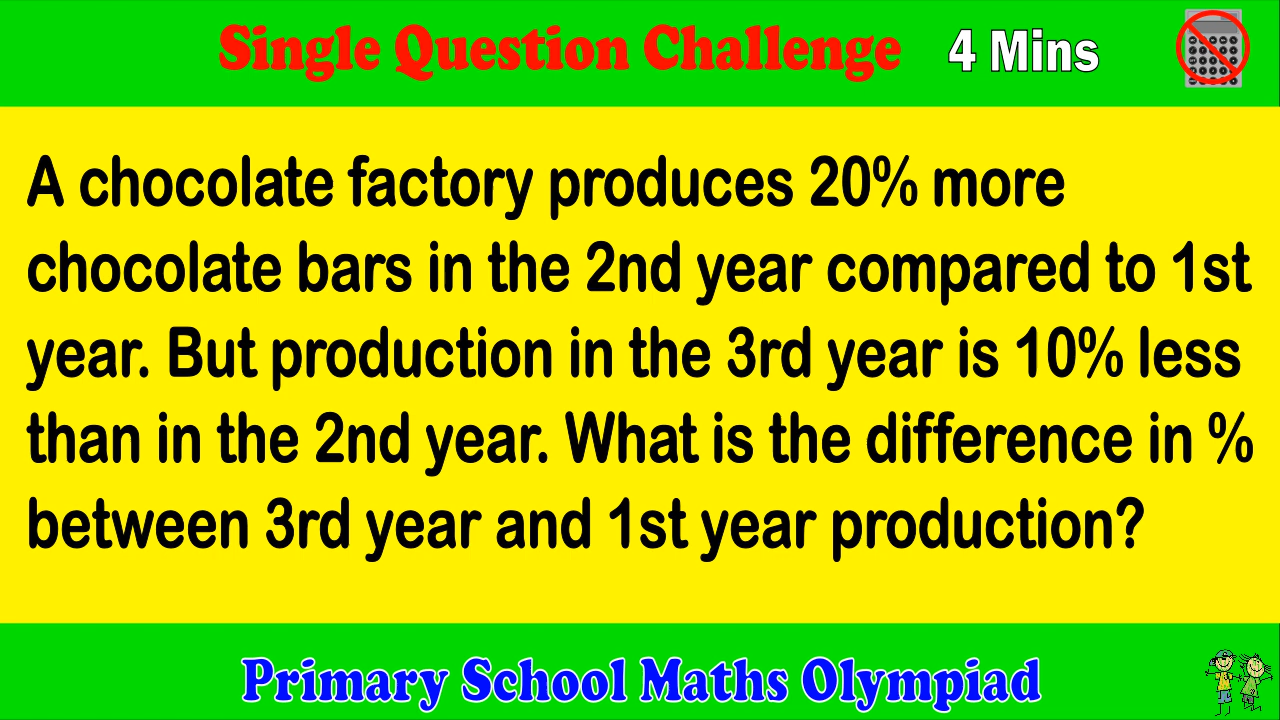 Single Question Challenge 4 Mins
A chocolate factory produces 20% more
chocolate bars in the 2nd year compared to 1st
year. But production in the 3rd year is 10% less
than in the 2nd year. What is the difference in %
between 3rd year and 1st year production?
Primary School Maths Olympiad